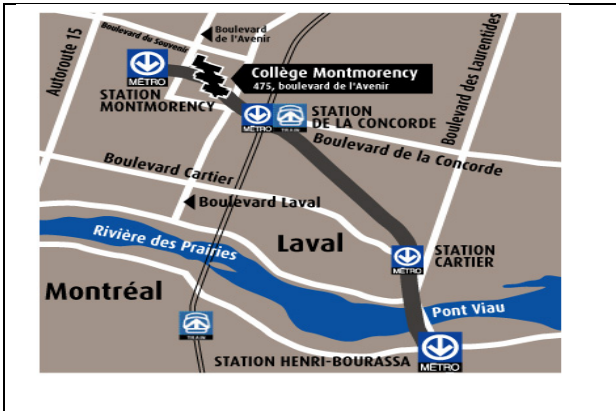 Autoroute 15
Boulevard du Souvenir
Boulevard
de l'Avenir
MÉTRO
STATION
MONTMORENCY
Collège Montmorency
475, boulevard de l'Avenir
Boulevard des Laurentides
MÉTRO
TRAIN
STATION
DE LA CONCORDE
Boulevard de la Concorde
Boulevard Cartier
Boulevard Laval
Rivière des Prairies
Laval
MÉTRO
STATION
CARTIER
Montréal
TRAIN
Pont Viau
STATION HENRI-BOURASSA
MÉTRO